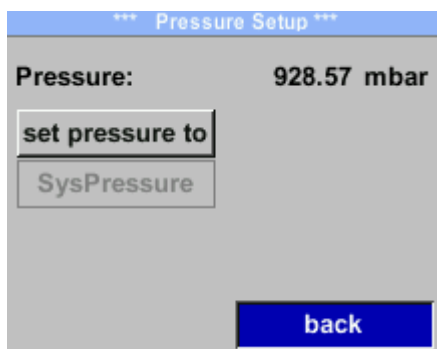 *** Pressure Setup ***
Pressure: 928.57 mbar
set pressure to
SysPressure
back